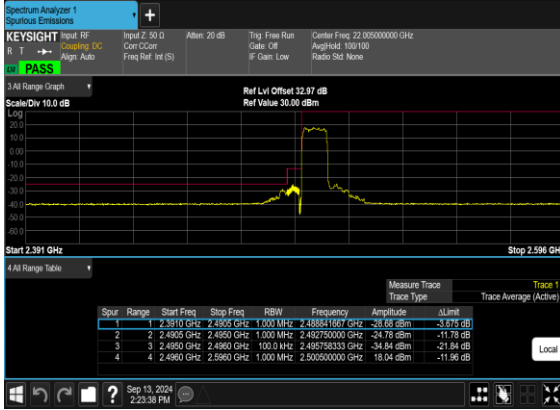 Spectrum Analyzer 1
Spurious Emissions
+
KEYSIGHT Input: RF Input Z: 50 Ω Atten: 20 dB Trig: Free Run Center Freq: 22.005000000 GHz
R T Coupling: DC Corr CCorr Gate: Off Avg|Hold: 100/100
Align: Auto Freq Ref: Int (S) IF Gain: Low Radio Std: None
PASS
3 All Range Graph
Ref Lvl Offset 32.97 dB
Scale/Div 10.0 dB Ref Value 30.00 dBm
Log
20.0
10.0
0.00
-10.0
-20.0
-30.0
-40.0
-50.0
-60.0
Start 2.391 GHz Stop 2.596 GH
4 All Range Table
Measure Trace Trace 1
Trace Type Trace Average (Active)
Spur Range Start Freq Stop Freq RBW Frequency Amplitude ΔLimit
1 1 2.3910 GHz 2.4905 GHz 1.000 MHz 2.488841667 GHz -28.68 dBm -3.675 dB
2 2 2.4905 GHz 2.4950 GHz 1.000 MHz 2.492750000 GHz -24.78 dBm -11.78 dB
3 3 2.4950 GHz 2.4960 GHz 100.0 kHz 2.495758333 GHz -34.84 dBm -21.84 dB
4 4 2.4960 GHz 2.5960 GHz 1.000 MHz 2.500500000 GHz 18.04 dBm -11.96 dB
Local
? Sep 13, 2024
2:23:38 PM